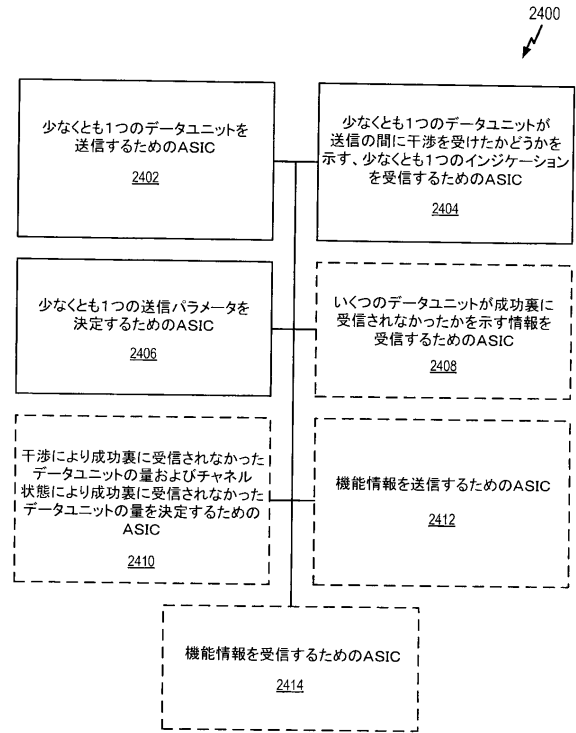 2400
少なくとも1つのデータユニットを
送信するためのASIC
2402
少なくとも1つのデータユニットが
送信の間に干渉を受けたかどうかを
示す、少なくとも1つのインジケーション
を受信するためのASIC
2404
少なくとも1つの送信パラメータを
決定するためのASIC
2406
いくつのデータユニットが成功裏に
受信されなかったかを示す情報を
受信するためのASIC
2408
干渉により成功裏に受信されなかった
データユニットの量およびチャネル
状態により成功裏に受信されなかった
データユニットの量を決定するための
ASIC
2410
機能情報を送信するためのASIC
2412
機能情報を受信するためのASIC
2414